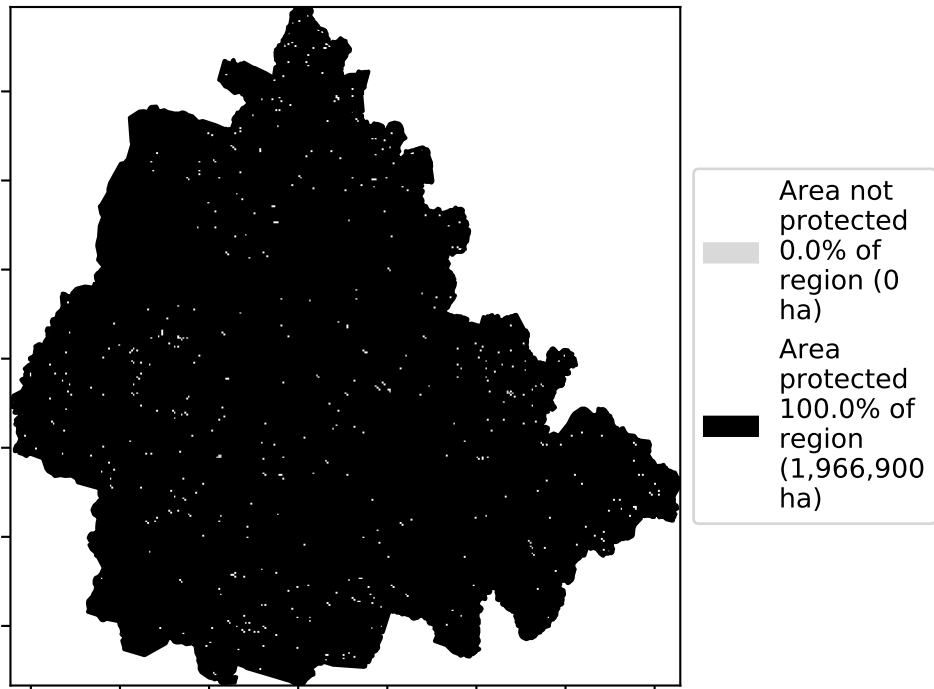 Area not
protected
0.0% of
region (0
ha)
Area
protected
100.0% of
region
(1,966,900
ha)